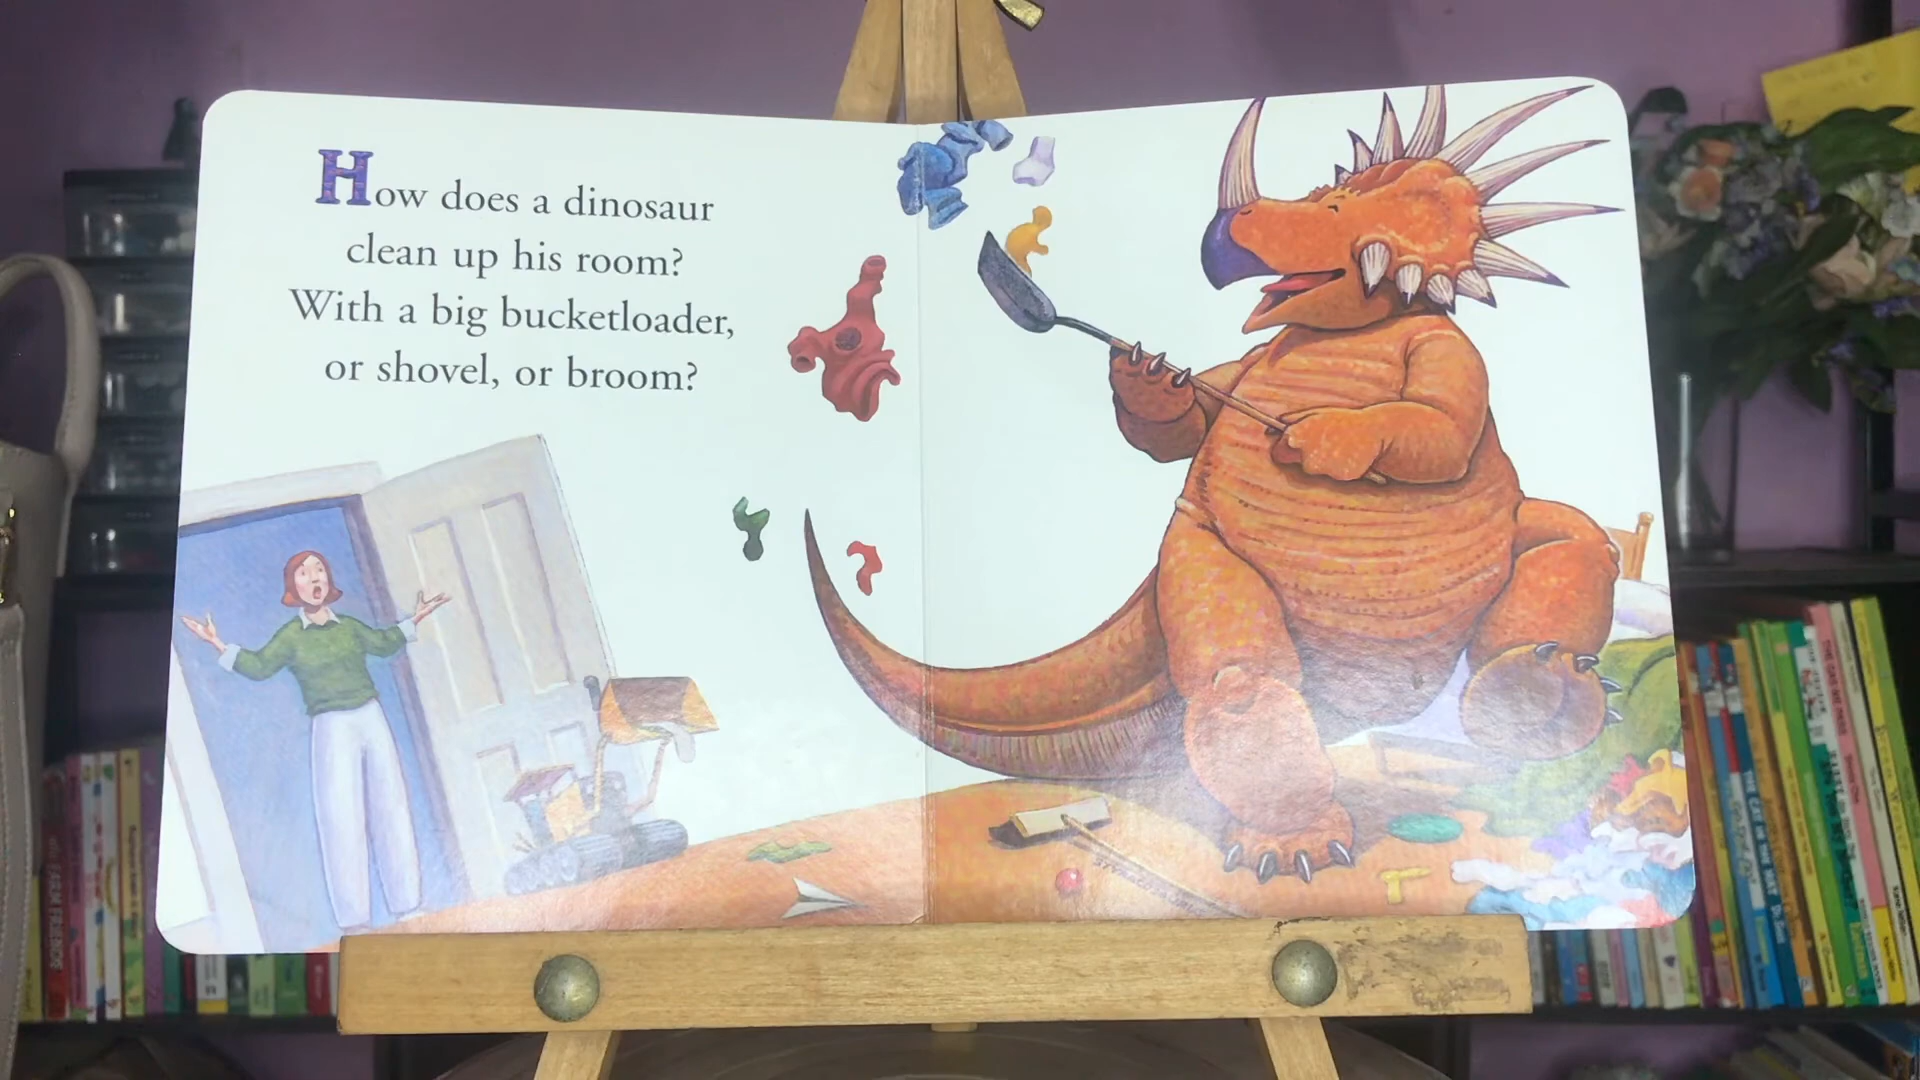 How does a dinosaur
clean up his room?
With a big bucketloader,
or shovel, or broom?